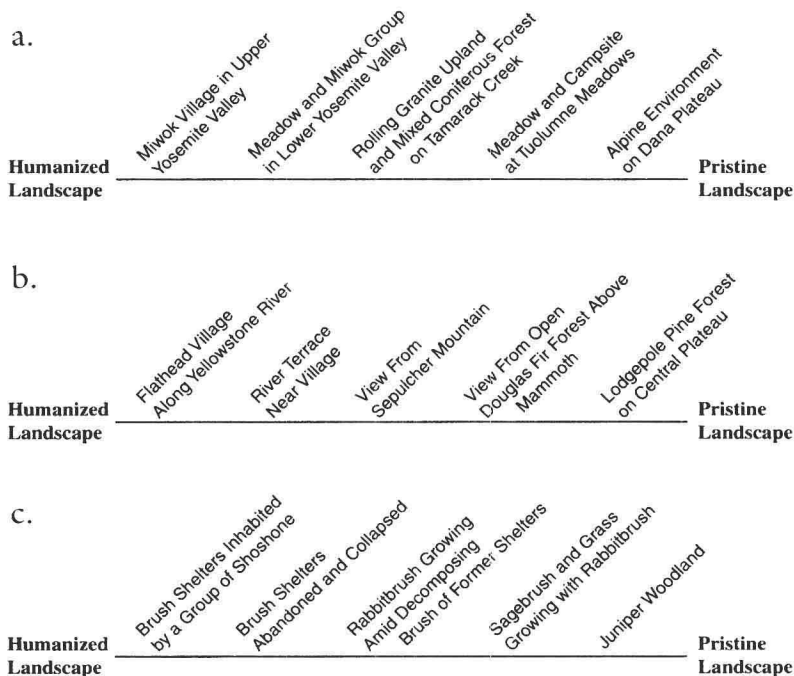 a.
Miwok Village in Upper
Yosemite Valley
Meadow and Miwok Group
in Lower Yosemite Valley
Rolling Granite Upland
and Mixed Coniferous Forest
on Tamarack Creek
Meadow and Campsite
at Tuolumne Meadows
Alpine Environment
on Dana Plateau
Humanized
Landscape
Pristine
Landscape
b.
Flathead Village
Along Yellowstone River
River Terrace
Near Village
View From
Sepulcher Mountain
View From Open
Douglas Fir Forest Above
Mammoth
Lodgepole Pine Forest
on Central Plateau
Humanized
Landscape
Pristine
Landscape
c.
Brush Shelters Inhabited
by a Group of Shoshone
Brush Shelters
Abandoned and Collapsed
Rabbitbrush Growing
Amid Decomposing
Brush of Former Shelters
Sagebrush and Grass
Growing with Rabbitbrush
Juniper Woodland
Humanized
Landscape
Pristine
Landscape